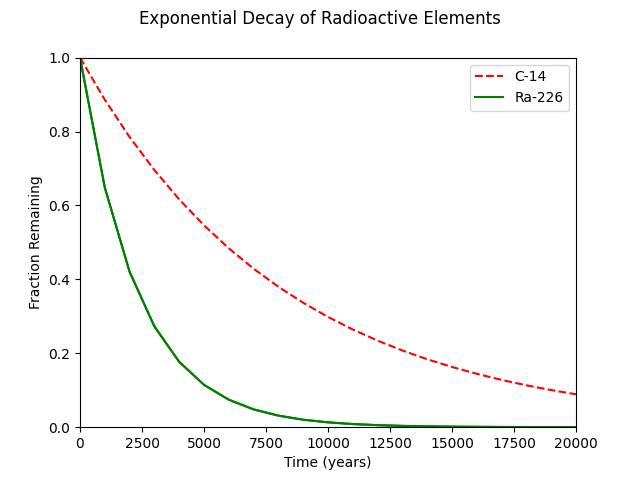 Exponential Decay of Radioactive Elements
C-14
Ra-226
1.0
0.8
0.6
0.4
0.2
0.0
Fraction Remaining
0 2500 5000 7500 10000 12500 15000 17500 20000
Time (years)